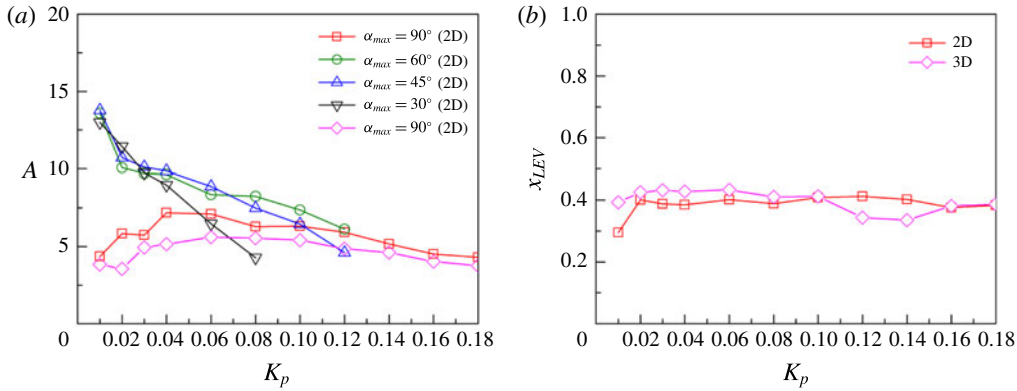 (a)
20
15
10
5
0
A
α_max = 90° (2D)
α_max = 60° (2D)
α_max = 45° (2D)
α_max = 30° (2D)
α_max = 90° (2D)
0.02 0.04 0.06 0.08 0.10 0.12 0.14 0.16 0.18
K_p
(b)
1.0
0.8
0.6
0.4
0.2
0
x_LEV
2D
3D
0.02 0.04 0.06 0.08 0.10 0.12 0.14 0.16 0.18
K_p